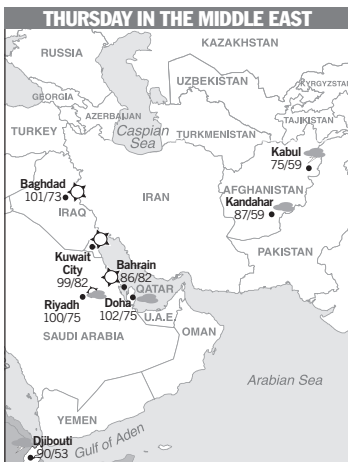 THURSDAY IN THE MIDDLE EAST
KAZAKHSTAN
RUSSIA
UZBEKISTAN
KYRGYZSTAN
GEORGIA
AZERBAIJAN
TAJIKISTAN
TURKEY
Caspian
Sea
TURKMENISTAN
Kabul
75/59
Baghdad
101/73
IRAQ
IRAN
AFGHANISTAN
Kandahar
87/59
PAKISTAN
Kuwait
City
99/82
Bahrain
86/82
QATAR
Riyadh
100/75
Doha
102/75
U.A.E.
SAUDI ARABIA
OMAN
Arabian Sea
YEMEN
Djibouti
90/53
Gulf of Aden